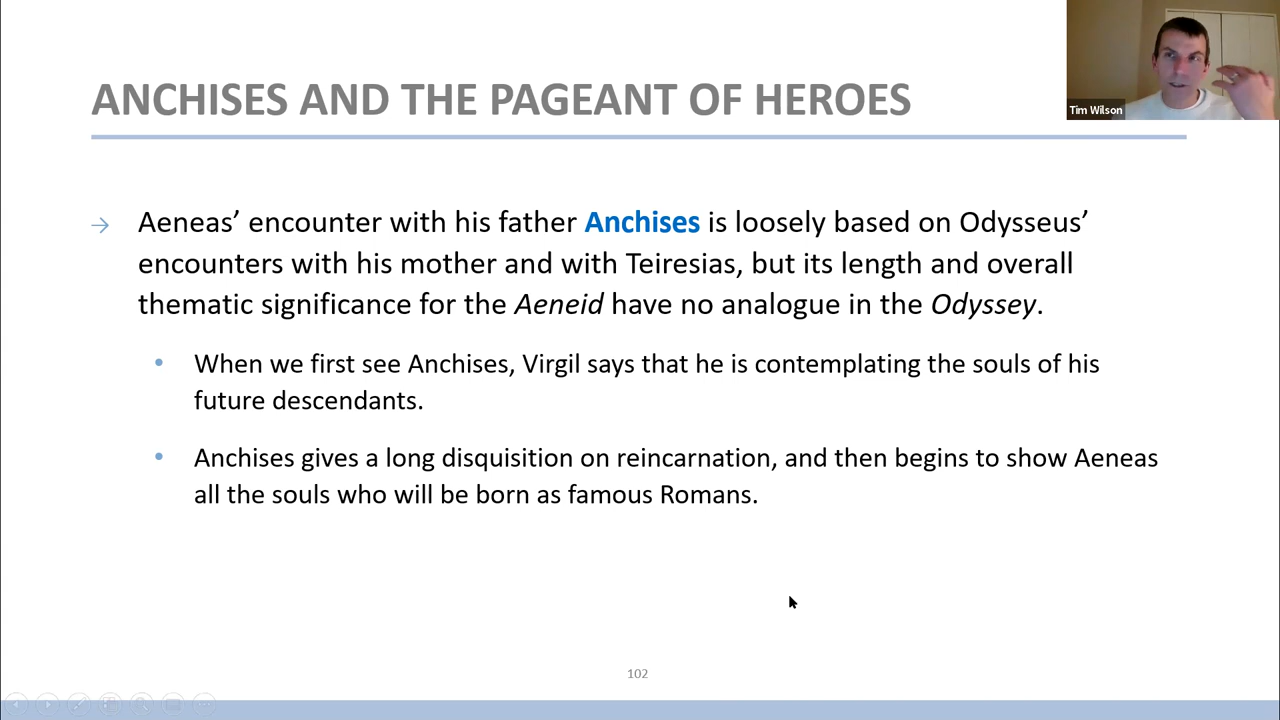 ANCHISES AND THE PAGEANT OF HEROES
Tim Wilson
→ Aeneas’ encounter with his father Anchises is loosely based on Odysseus’
encounters with his mother and with Teiresias, but its length and overall
thematic significance for the Aeneid have no analogue in the Odyssey.
• When we first see Anchises, Virgil says that he is contemplating the souls of his
future descendants.
• Anchises gives a long disquisition on reincarnation, and then begins to show Aeneas
all the souls who will be born as famous Romans.
102